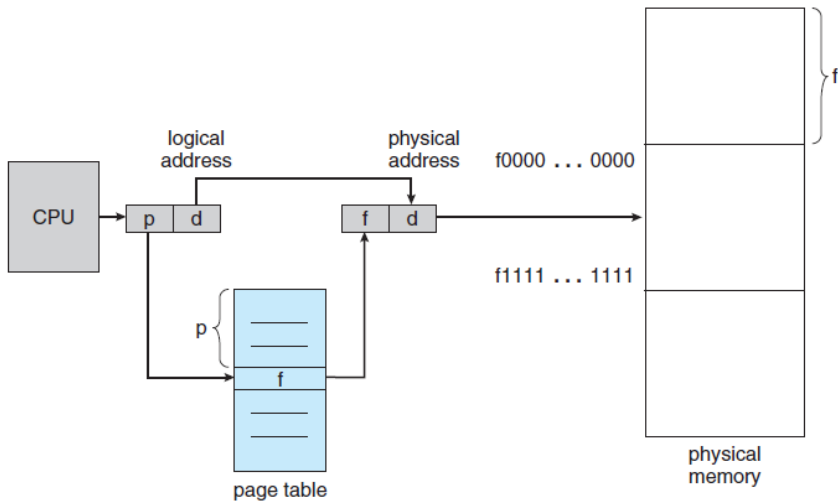 logical
address
physical
address
f0000 ... 0000
f
CPU
p
d
f
d
f1111 ... 1111
p
f
page table
physical
memory